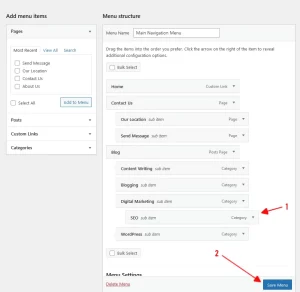 Add menu items
Menu structure
Pages
Most Recent View All Search
Send Message
Our Location
Contact Us
About Us
Select All
Add to Menu
Posts
Custom Links
Categories
Menu Name Main Navigation Menu
Drag the items into the order you prefer. Click the arrow on the right of the item to reveal
additional configuration options.
Bulk Select
Home Custom Link
Contact Us Page
Our Location sub item Page
Send Message sub item Page
Blog Posts Page
Content Writing sub item Category
Blogging sub item Category
Digital Marketing sub item Category
SEO sub item Category
1
WordPress sub item Category
Bulk Select
2
Menu Settings
Delete Menu
Save Menu